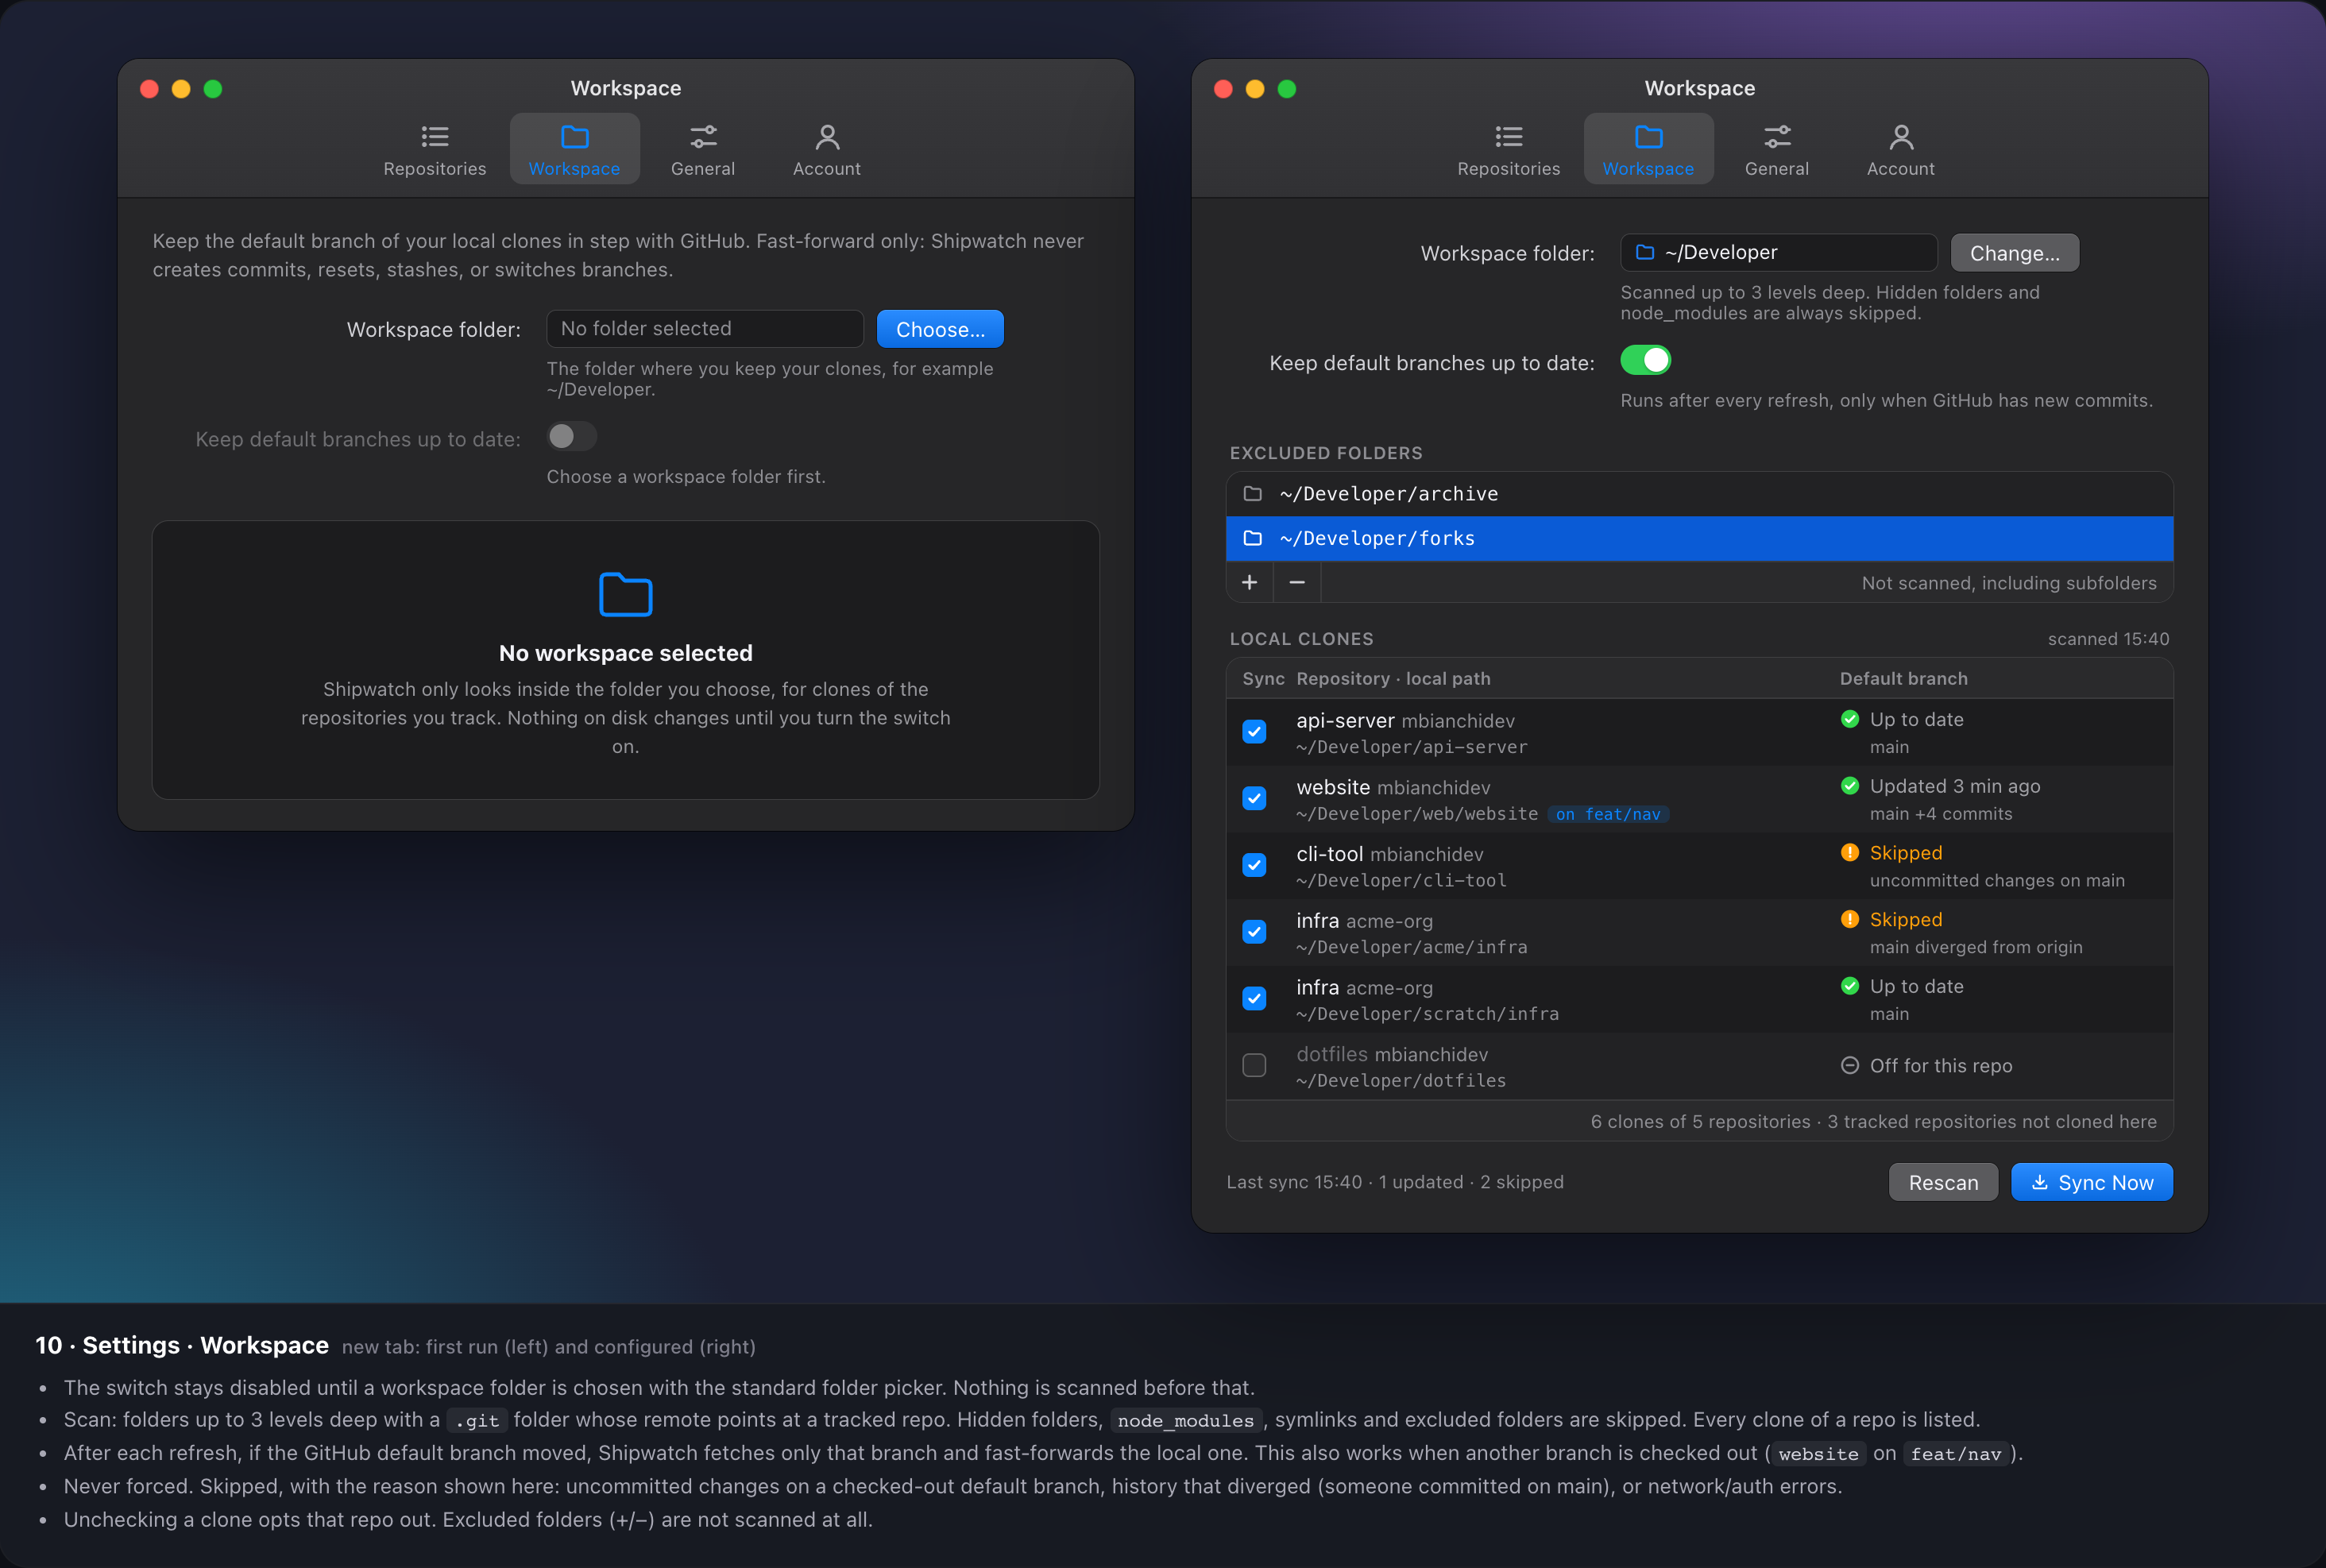 Workspace
Repositories
Workspace
General
Account
Keep the default branch of your local clones in step with GitHub. Fast-forward only: Shipwatch never
creates commits, resets, stashes, or switches branches.
Workspace folder:
No folder selected
Choose...
The folder where you keep your clones, for example
~/Developer.
Keep default branches up to date:
Choose a workspace folder first.
No workspace selected
Shipwatch only looks inside the folder you choose, for clones of the
repositories you track. Nothing on disk changes until you turn the switch
on.
Workspace
Repositories
Workspace
General
Account
Workspace folder:
~/Developer
Change...
Scanned up to 3 levels deep. Hidden folders and
node_modules are always skipped.
Keep default branches up to date:
Runs after every refresh, only when GitHub has new commits.
EXCLUDED FOLDERS
~/Developer/archive
~/Developer/forks
+ −
Not scanned, including subfolders
LOCAL CLONES
scanned 15:40
Sync Repository · local path Default branch
api-server mbianchidev
~/Developer/api-server
Up to date
main
website mbianchidev
~/Developer/web/website on feat/nav
Updated 3 min ago
main +4 commits
cli-tool mbianchidev
~/Developer/cli-tool
Skipped
uncommitted changes on main
infra acme-org
~/Developer/acme/infra
Skipped
main diverged from origin
infra acme-org
~/Developer/scratch/infra
Up to date
main
dotfiles mbianchidev
~/Developer/dotfiles
Off for this repo
6 clones of 5 repositories · 3 tracked repositories not cloned here
Last sync 15:40 · 1 updated · 2 skipped
Rescan
Sync Now
10 · Settings · Workspace new tab: first run (left) and configured (right)
• The switch stays disabled until a workspace folder is chosen with the standard folder picker. Nothing is scanned before that.
• Scan: folders up to 3 levels deep with a .git folder whose remote points at a tracked repo. Hidden folders, node_modules, symlinks and excluded folders are skipped. Every clone of a repo is listed.
• After each refresh, if the GitHub default branch moved, Shipwatch fetches only that branch and fast-forwards the local one. This also works when another branch is checked out (website on feat/nav).
• Never forced. Skipped, with the reason shown here: uncommitted changes on a checked-out default branch, history that diverged (someone committed on main), or network/auth errors.
• Unchecking a clone opts that repo out. Excluded folders (+/−) are not scanned at all.